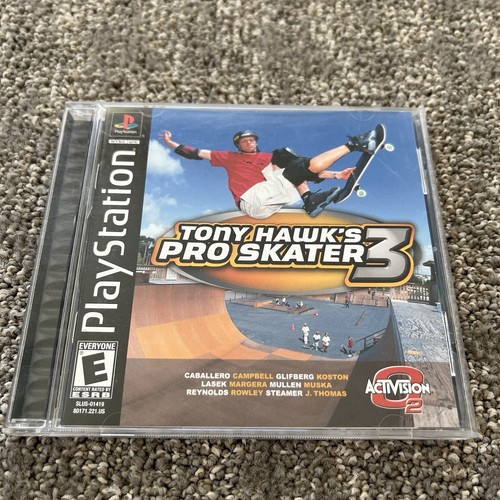 PlayStation
PlayStation
TONY HAWK'S
PRO SKATER 3
EVERYONE
E
CONTENT RATED BY
ESRB
SLUS-01419
80171.221.US
CABALLERO CAMPBELL GLIFBERG KOSTON
LASEK MARGERA MULLEN MUSKA
REYNOLDS ROWLEY STEAMER J. THOMAS
ACTIVISION
O2